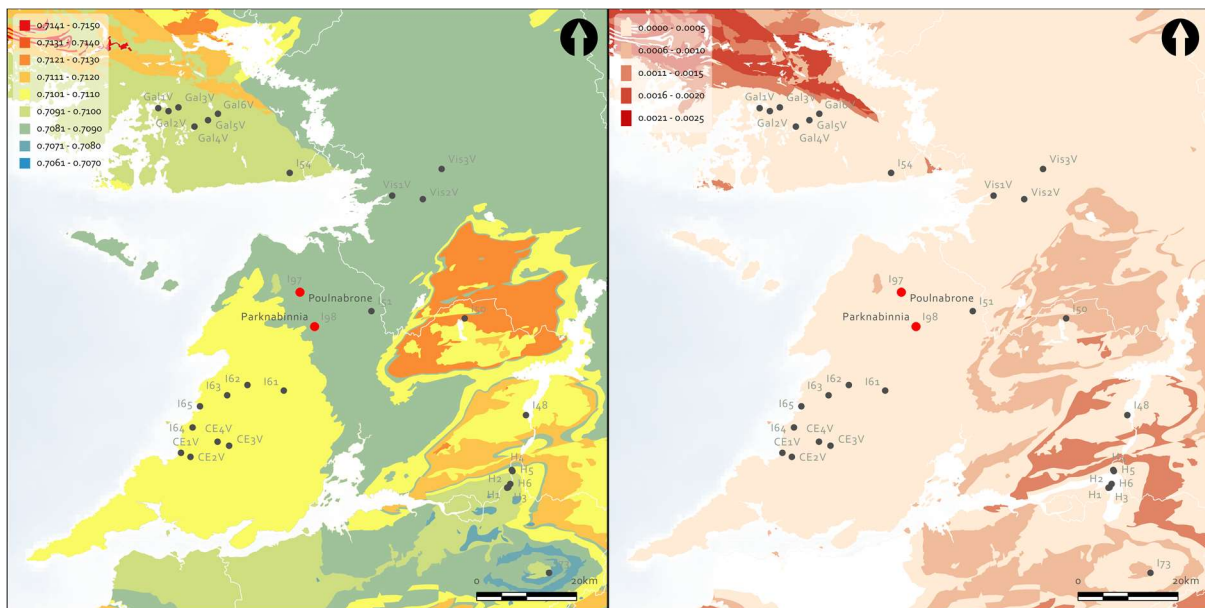 0.7141 - 0.7150
0.7131 - 0.7140
0.7121 - 0.7130
0.7111 - 0.7120
0.7101 - 0.7110
0.7091 - 0.7100
0.7081 - 0.7090
0.7071 - 0.7080
0.7061 - 0.7070
Gal1V
Gal3V
Gal6V
Gal2V
Gal5V
Gal4V
I54
Vis3V
Vis1V
Vis2V
I97
Poulnabrone
I51
Parknabinnia
I98
I50
I62
I61
I63
I65
I48
I64
CE4V
CE1V
CE3V
CE2V
H4
H5
H2
H6
H1
H3
0
20km
0.0000 - 0.0005
0.0006 - 0.0010
0.0011 - 0.0015
0.0016 - 0.0020
0.0021 - 0.0025
Gal1V
Gal3V
Gal6V
Gal2V
Gal5V
Gal4V
I54
Vis3V
Vis1V
Vis2V
I97
Poulnabrone
I51
Parknabinnia
I98
I50
I62
I61
I63
I65
I48
I64
CE4V
CE1V
CE3V
CE2V
H5
H2
H6
H1
H3
I73
0
20km